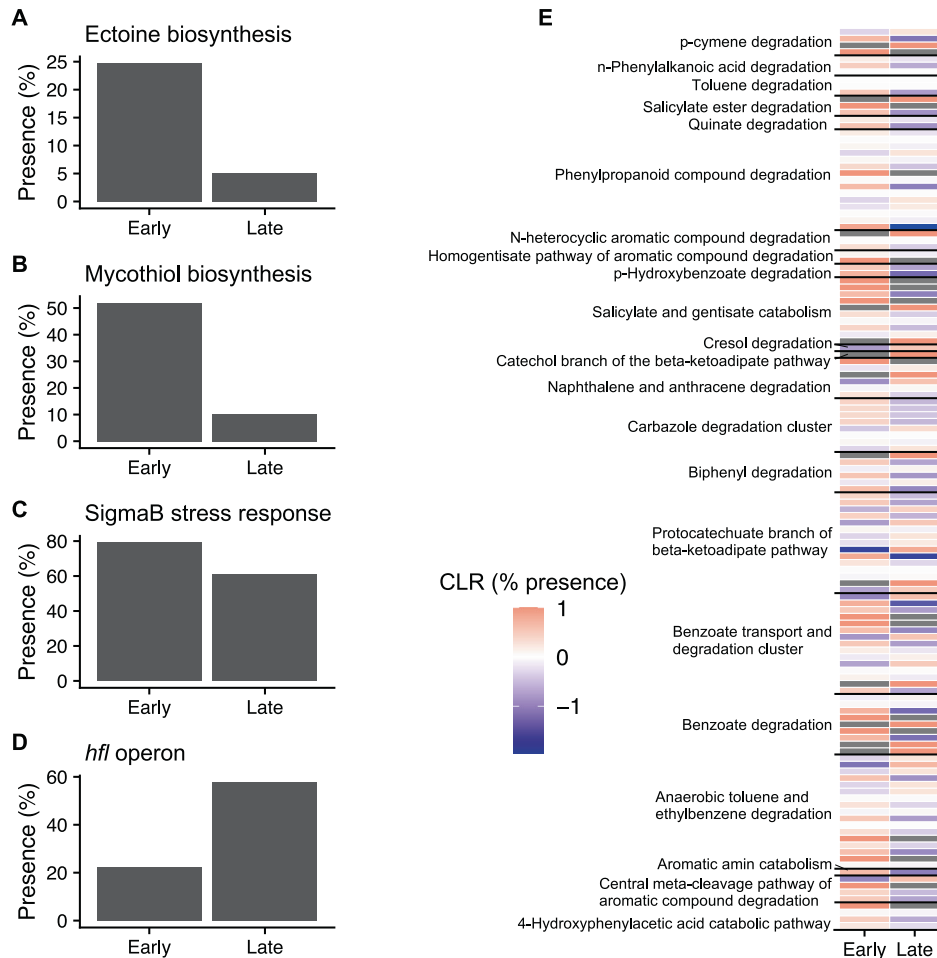 A
Ectoine biosynthesis
Presence (%)
25
20
15
10
5
0
Early
Late
B
Mycothiol biosynthesis
Presence (%)
50
40
30
20
10
0
Early
Late
C
SigmaB stress response
Presence (%)
80
60
40
20
0
Early
Late
D
hfl operon
Presence (%)
60
40
20
0
Early
Late
E
p-cymene degradation
n-Phenylalkanoic acid degradation
Toluene degradation
Salicylate ester degradation
Quinate degradation
Phenylpropanoid compound degradation
N-heterocyclic aromatic compound degradation
Homogentisate pathway of aromatic compound degradation
p-Hydroxybenzoate degradation
Salicylate and gentisate catabolism
Cresol degradation
Catechol branch of the beta-ketoadipate pathway
Naphthalene and anthracene degradation
Carbazole degradation cluster
Biphenyl degradation
Protocatechuate branch of
beta-ketoadipate pathway
Benzoate transport and
degradation cluster
Benzoate degradation
Anaerobic toluene and
ethylbenzene degradation
Aromatic amin catabolism
Central meta-cleavage pathway of
aromatic compound degradation
4-Hydroxyphenylacetic acid catabolic pathway
Early
Late
CLR (% presence)
1
0
−1